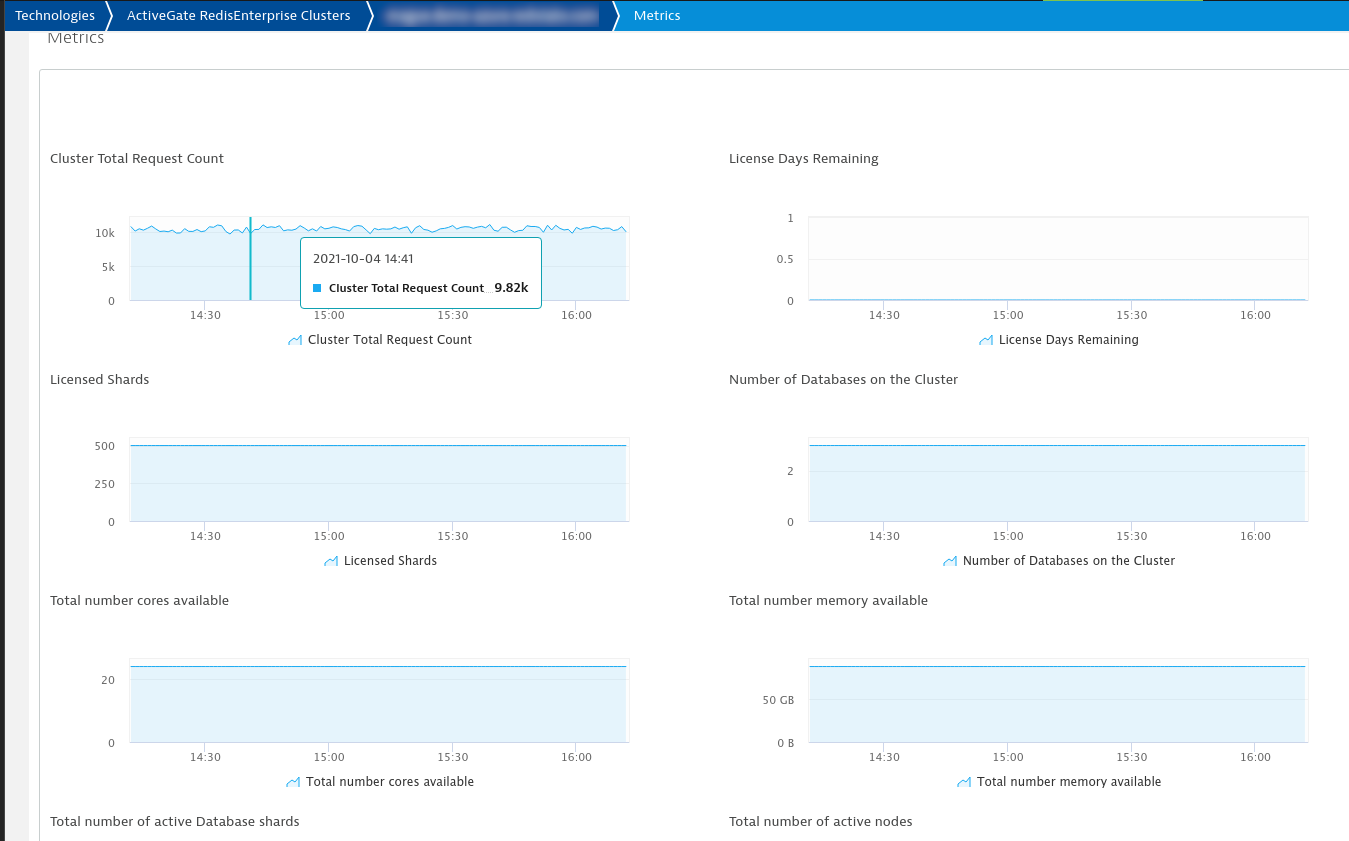 Technologies
ActiveGate RedisEnterprise Clusters
Metrics
Metrics
Cluster Total Request Count
10k
5k
0
2021-10-04 14:41
Cluster Total Request Count 9.82k
14:30 15:00 15:30 16:00
Cluster Total Request Count
License Days Remaining
1
0.5
0
14:30 15:00 15:30 16:00
License Days Remaining
Licensed Shards
500
250
0
14:30 15:00 15:30 16:00
Licensed Shards
Number of Databases on the Cluster
2
0
14:30 15:00 15:30 16:00
Number of Databases on the Cluster
Total number cores available
20
0
14:30 15:00 15:30 16:00
Total number cores available
Total number memory available
50 GB
0 B
14:30 15:00 15:30 16:00
Total number memory available
Total number of active Database shards
Total number of active nodes